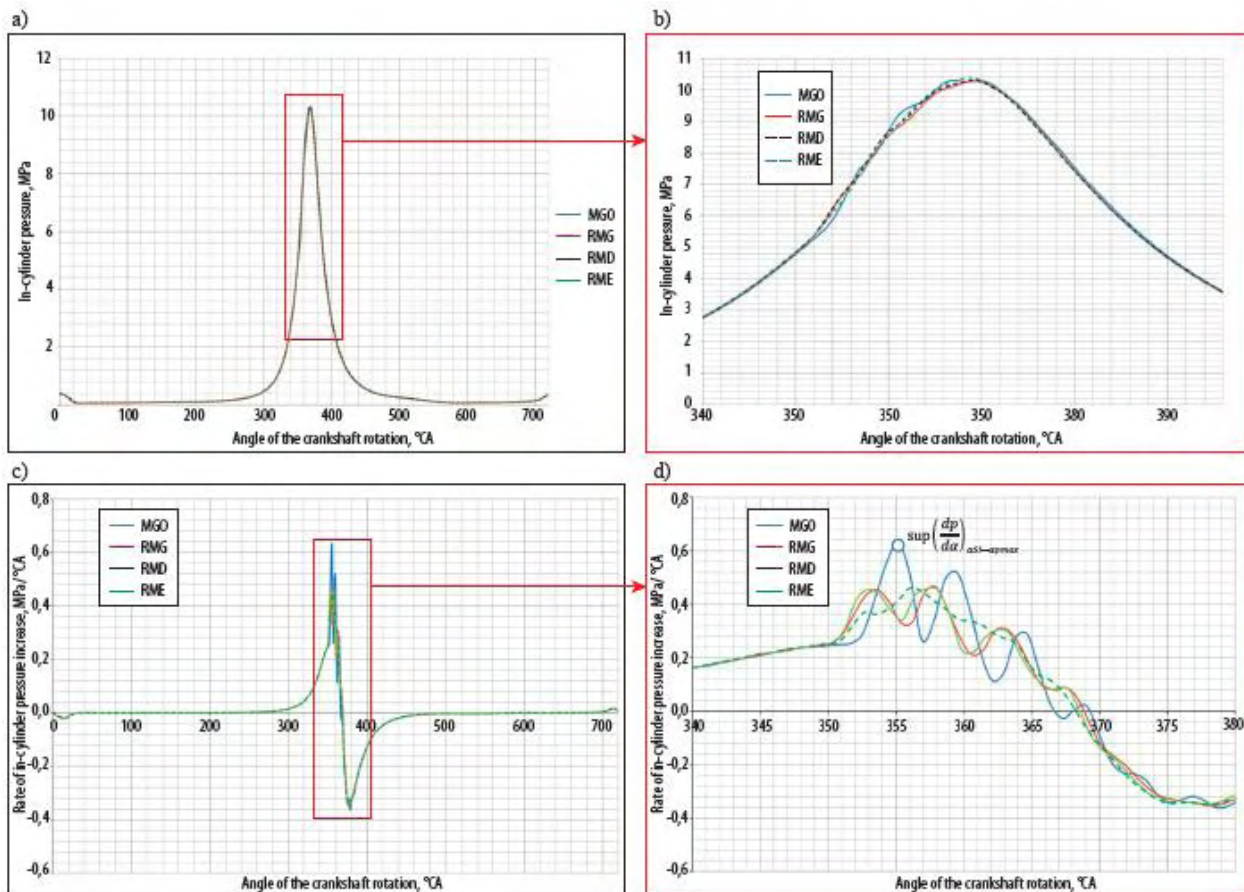 a)
12
10
8
6
4
2
0
100
200
300
400
500
600
700
In-cylinder pressure, MPa
Angle of the crankshaft rotation, °CA
MGO
RMG
RMD
RME
b)
11
10
9
8
7
6
5
4
3
2
1
0
340
350
350
350
380
390
In-cylinder pressure, MPa
Angle of the crankshaft rotation, °CA
MGO
RMG
RMD
RME
c)
0,8
0,6
0,4
0,2
0,0
-0,2
-0,4
-0,6
0
100
200
300
400
500
600
700
Rate of in-cylinder pressure increase, MPa/°CA
Angle of the crankshaft rotation, °CA
MGO
RMG
RMD
RME
d)
0,8
0,6
0,4
0,2
0,0
-0,2
-0,4
-0,6
340
345
350
355
360
365
370
375
380
Rate of in-cylinder pressure increase, MPa/°CA
Angle of the crankshaft rotation, °CA
MGO
RMG
RMD
RME
sup(dp/dα)